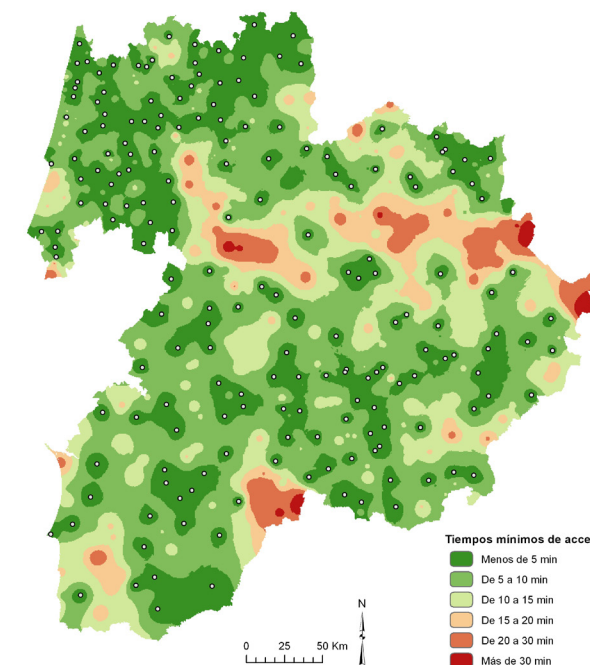 Tiempos mínimos de acce
Menos de 5 min
De 5 a 10 min
De 10 a 15 min
De 15 a 20 min
De 20 a 30 min
Más de 30 min
N
0 25 50 Km